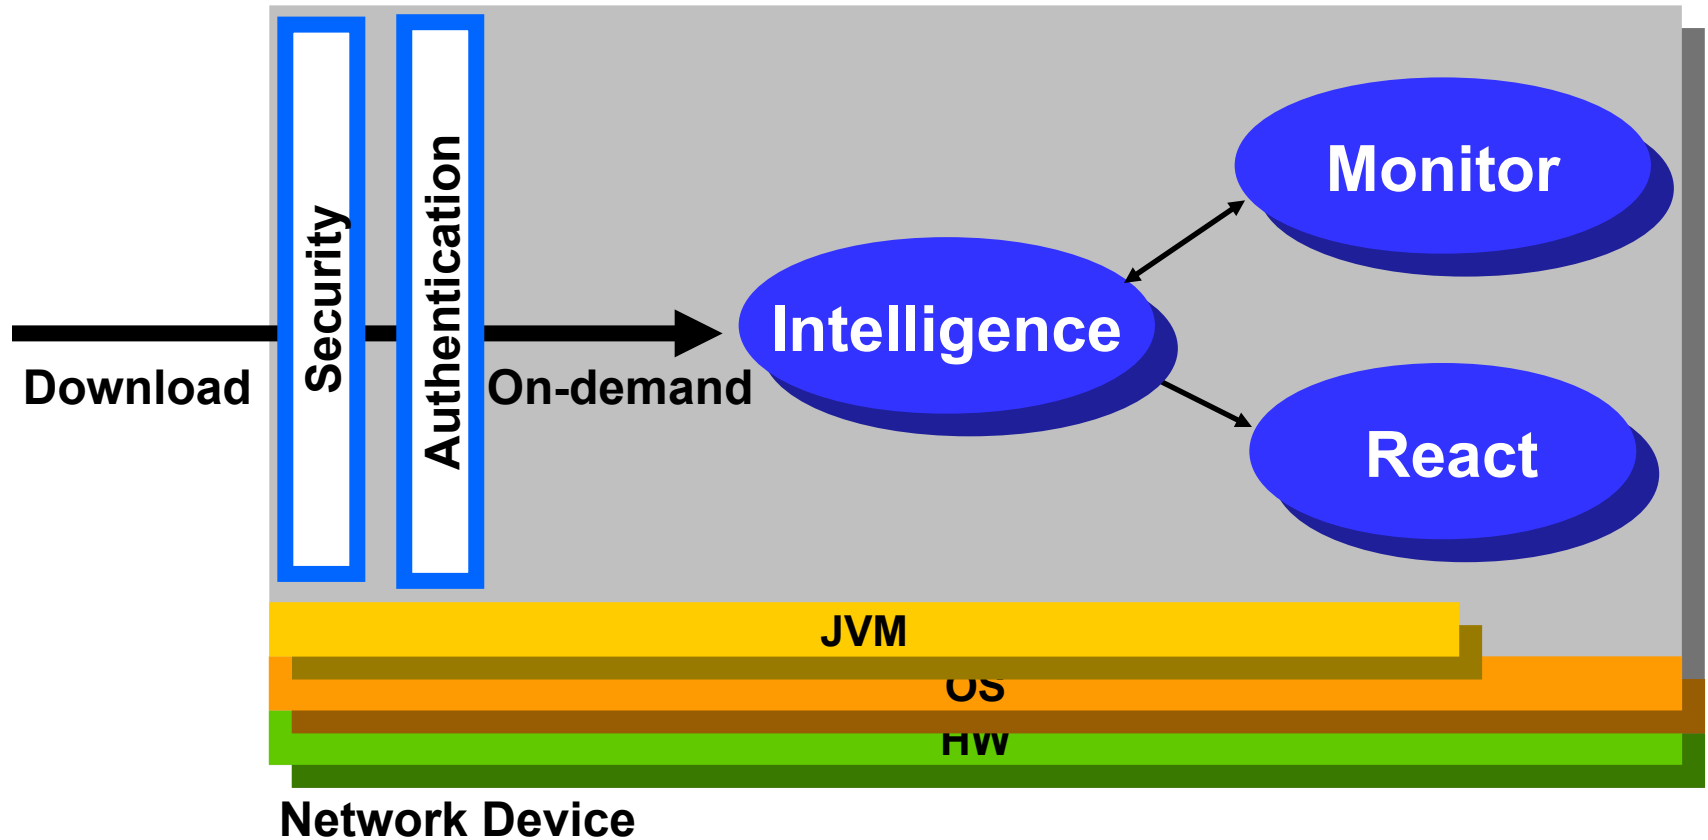 Security
Authentication
Monitor
Intelligence
Download
On-demand
React
JVM
OS
HW
Network Device